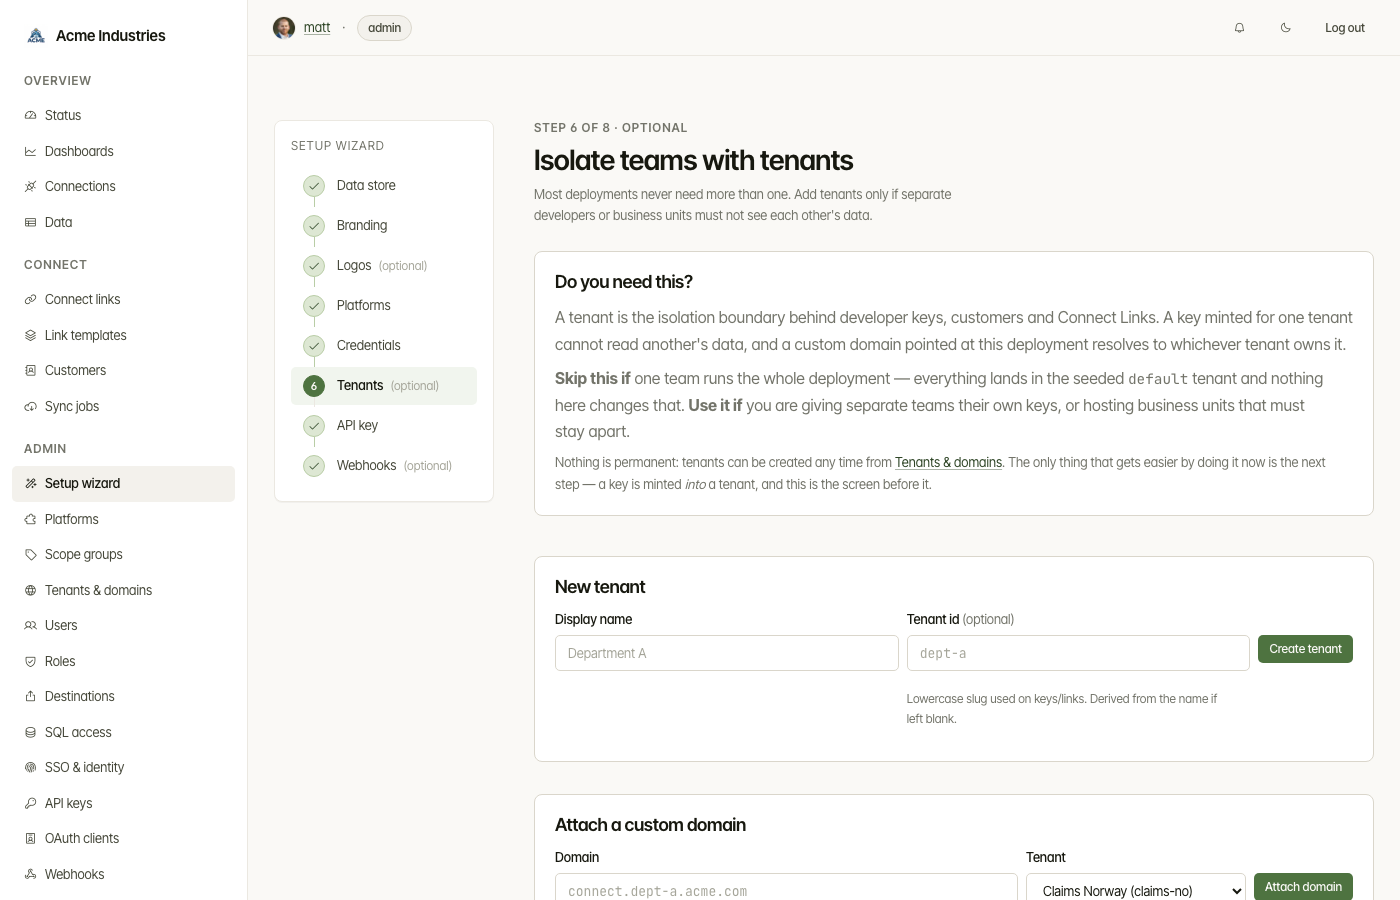 ACME
Acme Industries
OVERVIEW
Status
Dashboards
Connections
Data
CONNECT
Connect links
Link templates
Customers
Sync jobs
ADMIN
Setup wizard
Platforms
Scope groups
Tenants & domains
Users
Roles
Destinations
SQL access
SSO & identity
API keys
OAuth clients
Webhooks
matt · admin
Log out
SETUP WIZARD
Data store
Branding
Logos (optional)
Platforms
Credentials
6 Tenants (optional)
API key
Webhooks (optional)
STEP 6 OF 8 · OPTIONAL
Isolate teams with tenants
Most deployments never need more than one. Add tenants only if separate
developers or business units must not see each other's data.
Do you need this?
A tenant is the isolation boundary behind developer keys, customers and Connect Links. A key minted for one tenant
cannot read another's data, and a custom domain pointed at this deployment resolves to whichever tenant owns it.
Skip this if one team runs the whole deployment — everything lands in the seeded default tenant and nothing
here changes that. Use it if you are giving separate teams their own keys, or hosting business units that must
stay apart.
Nothing is permanent: tenants can be created any time from Tenants & domains. The only thing that gets easier by doing it now is the next
step — a key is minted into a tenant, and this is the screen before it.
New tenant
Display name
Tenant id (optional)
Department A
dept-a
Create tenant
Lowercase slug used on keys/links. Derived from the name if
left blank.
Attach a custom domain
Domain
Tenant
connect.dept-a.acme.com
Claims Norway (claims-no)
Attach domain